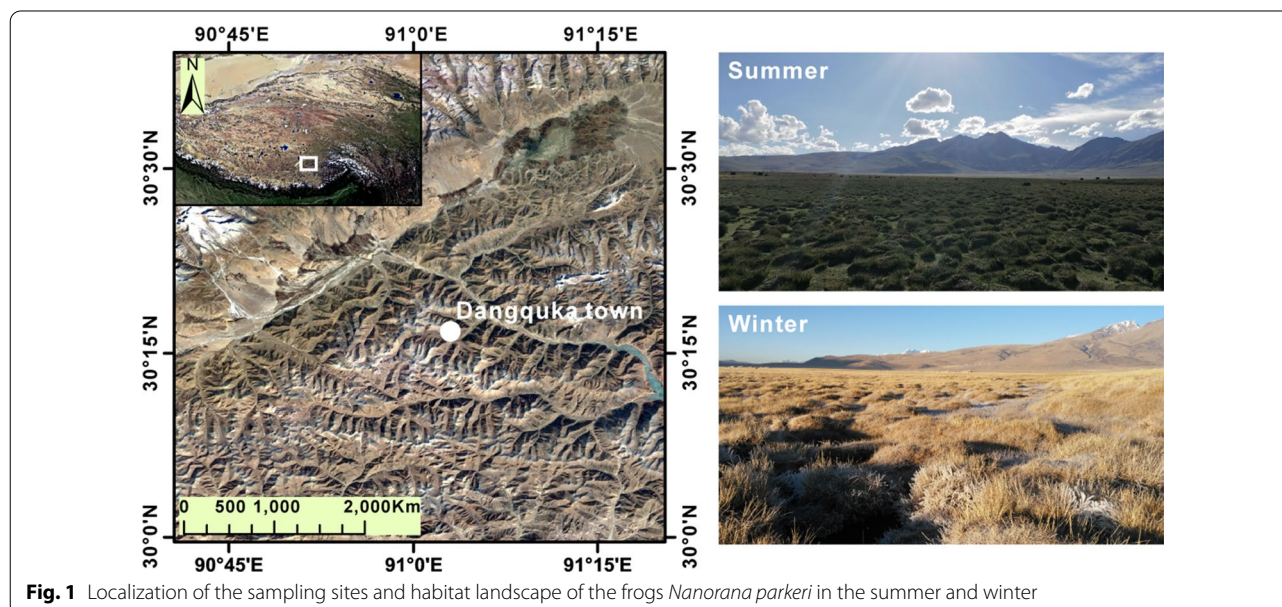 90°45'E 91°0'E 91°15'E
N
30°30'N 30°30'N
Dangquka town
30°15'N 30°15'N
0 500 1,000 2,000Km
30°0'N 30°0'N
90°45'E 91°0'E 91°15'E
Summer
Winter
Fig. 1 Localization of the sampling sites and habitat landscape of the frogs Nanorana parkeri in the summer and winter